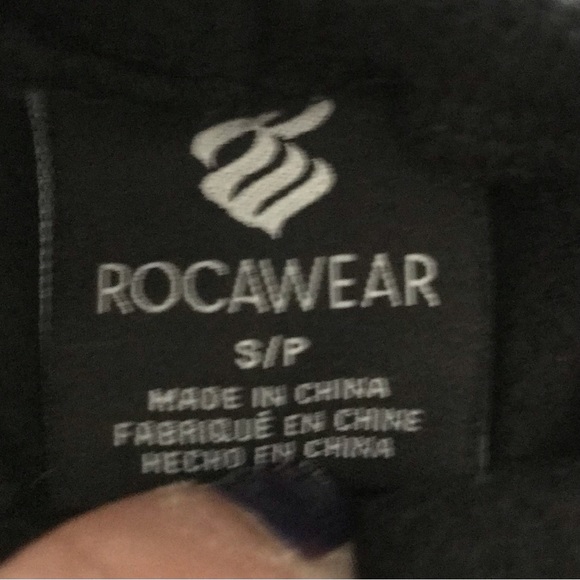 ROCAWEAR
S/P
MADE IN CHINA
FABRIQUÉ EN CHINE
HECHO EN CHINA